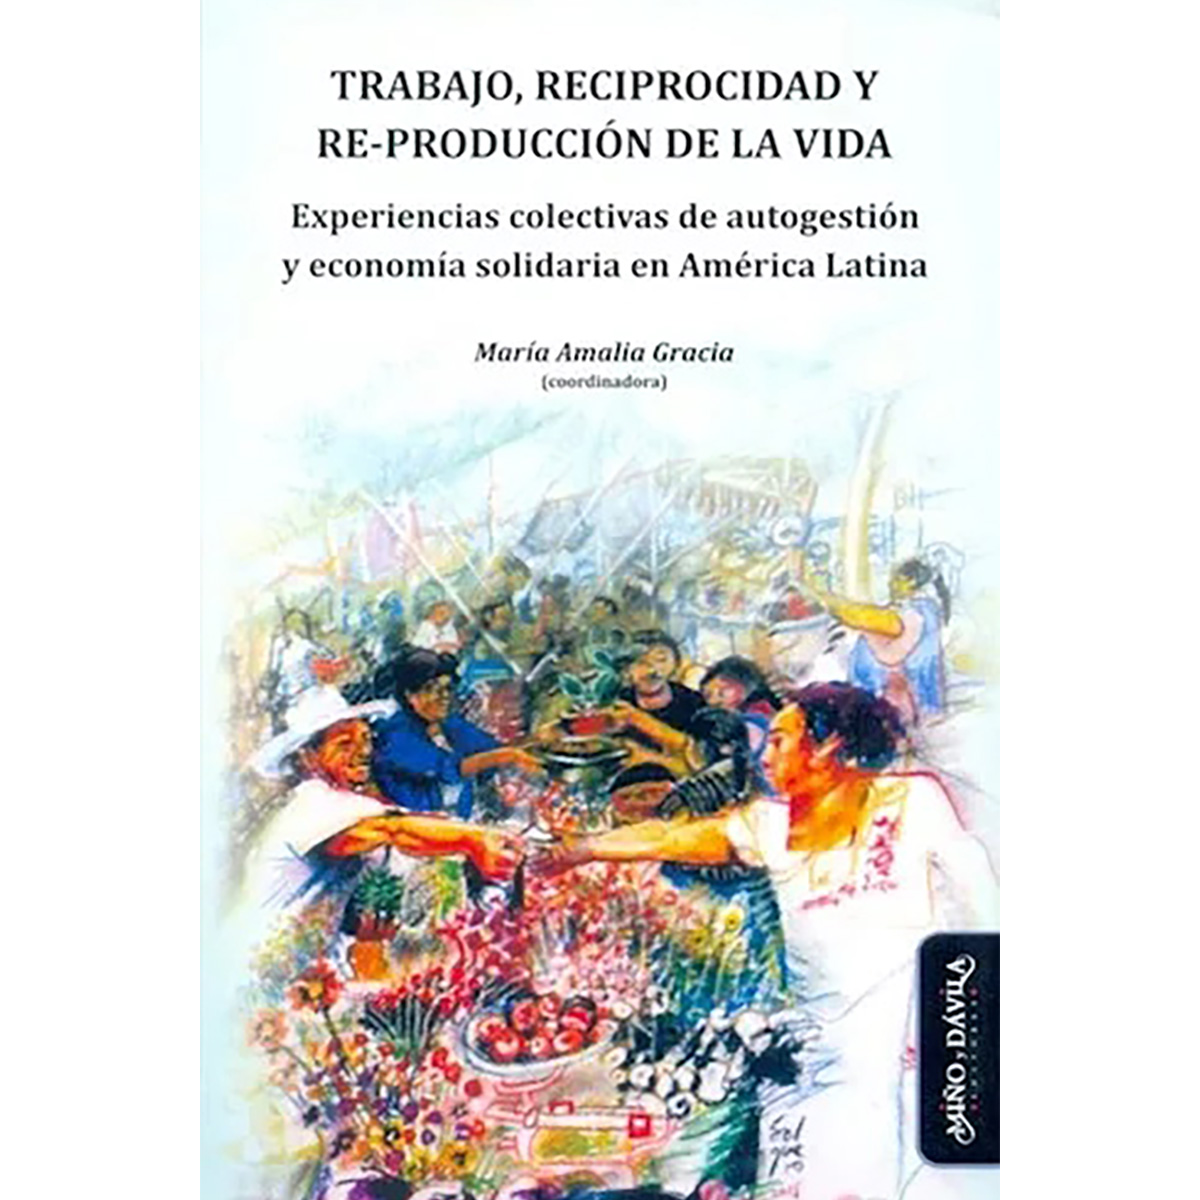 TRABAJO, RECIPROCIDAD Y
RE-PRODUCCIÓN DE LA VIDA
Experiencias colectivas de autogestión
y economía solidaria en América Latina
María Amalia Gracia
(coordinadora)
MIÑO y DÁVILA